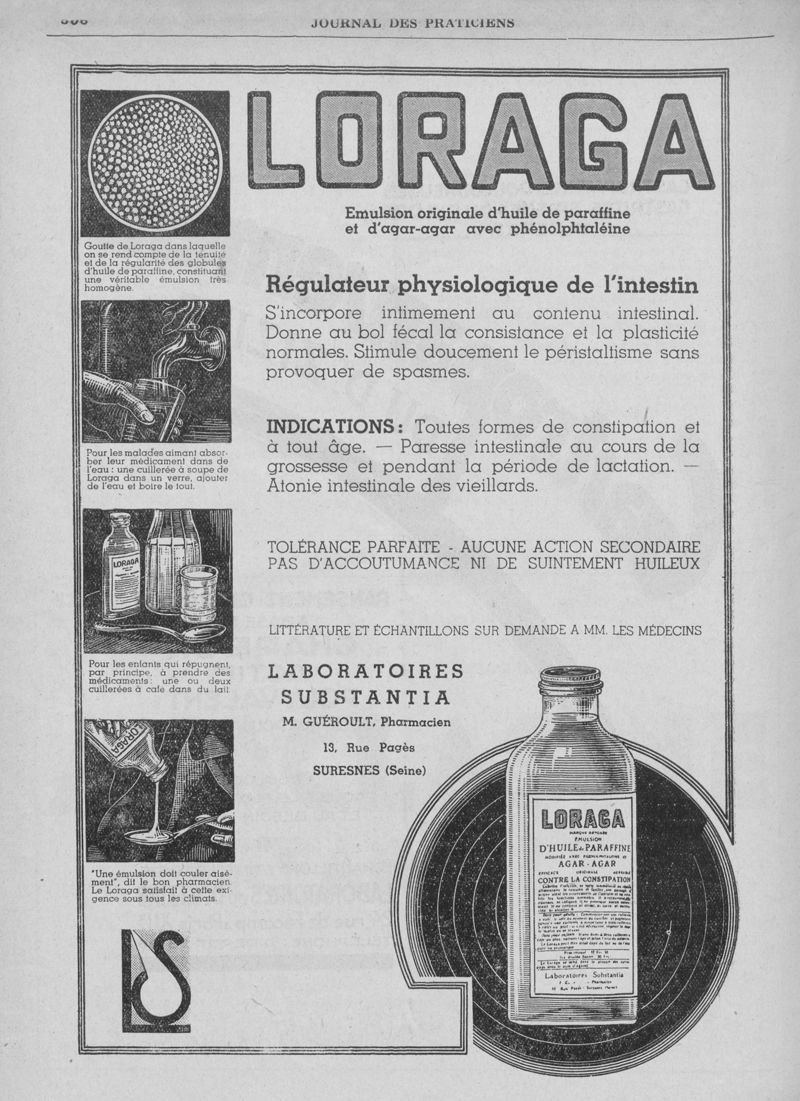 JOURNAL DES PRATICIENS
LORAGA
Emulsion originale d'huile de paraffine
et d'agar-agar avec phénolphtaléine
Goutte de Loraga dans laquelle
on se rend compte de la ténuité
et de la régularité des globules
d'huile de paraffine, constituant
une véritable émulsion très
homogène.
Régulateur physiologique de l'intestin
S'incorpore intimement au contenu intestinal.
Donne au bol fécal la consistance et la plasticité
normales. Stimule doucement le péristaltisme sans
provoquer de spasmes.
Pour les malades aimant absor-
ber leur médicament dans de
l'eau : une cuillerée à soupe de
Loraga dans un verre, ajouter
de l'eau et boire le tout.
INDICATIONS : Toutes formes de constipation et
à tout âge. — Paresse intestinale au cours de la
grossesse et pendant la période de lactation. —
Atonie intestinale des vieillards.
LORAGA
TOLÉRANCE PARFAITE - AUCUNE ACTION SECONDAIRE
PAS D'ACCOUTUMANCE NI DE SUINTEMENT HUILEUX
LITTÉRATURE ET ÉCHANTILLONS SUR DEMANDE A MM. LES MÉDECINS
Pour les enfants qui répugnent,
par principe, à prendre des
médicaments : une ou deux
cuillerées à café dans du lait.
LABORATOIRES
SUBSTANTIA
M. GUÉROULT, Pharmacien
13, Rue Pagès
SURESNES (Seine)
LORAGA
"Une émulsion doit couler aisé-
ment", dit le bon pharmacien.
Le Loraga satisfait à cette exi-
gence sous tous les climats.
LS
LORAGA
EMULSION
D'HUILE de PARAFFINE
AGAR-AGAR
CONTRE LA CONSTIPATION
Laboratoires Substantia